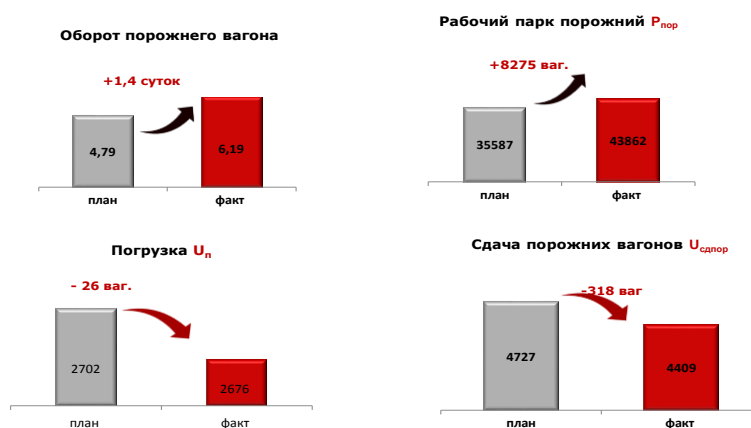 Оборот порожнего вагона
+1,4 суток
4,79
6,19
план
факт
Рабочий парк порожний Pпор
+8275 ваг.
35587
43862
план
факт
Погрузка Uп
- 26 ваг.
2702
2676
план
факт
Сдача порожних вагонов Uсдпор
-318 ваг
4727
4409
план
факт